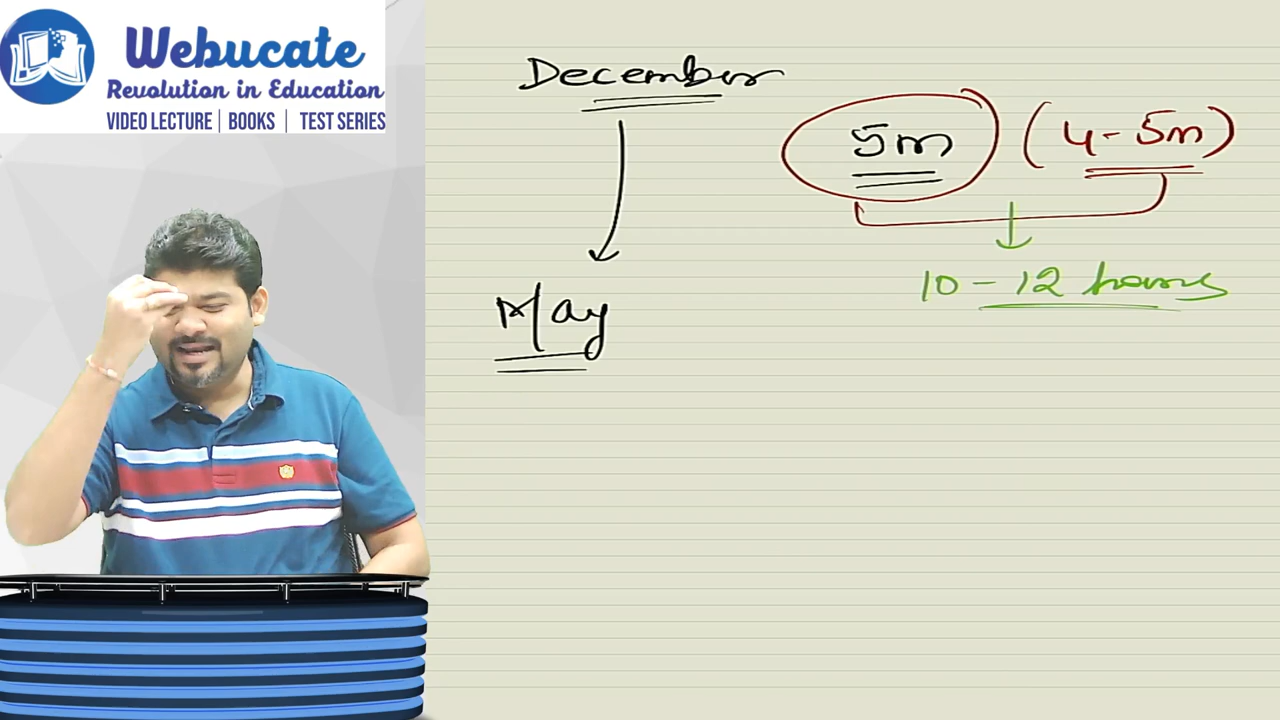 Webucate
Revolution in Education
VIDEO LECTURE | BOOKS | TEST SERIES
December
5m (4-5m)
10-12 hours
May